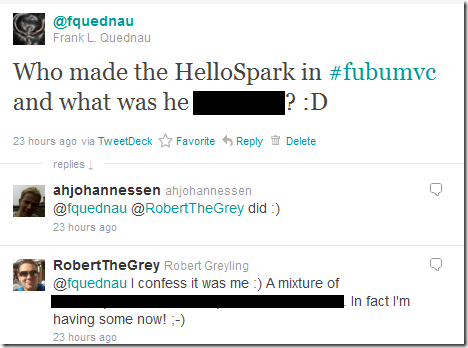 @fquednau
Frank L. Quednau
Who made the HelloSpark in #fubumvc
and what was he ? :D
23 hours ago via TweetDeck Favorite Reply Delete
replies ↓
ahjohannessen ahjohannessen
@fquednau @RobertTheGrey did :)
23 hours ago
RobertTheGrey Robert Greyling
@fquednau I confess it was me :) A mixture of
. In fact I'm
having some now! ;-)
23 hours ago